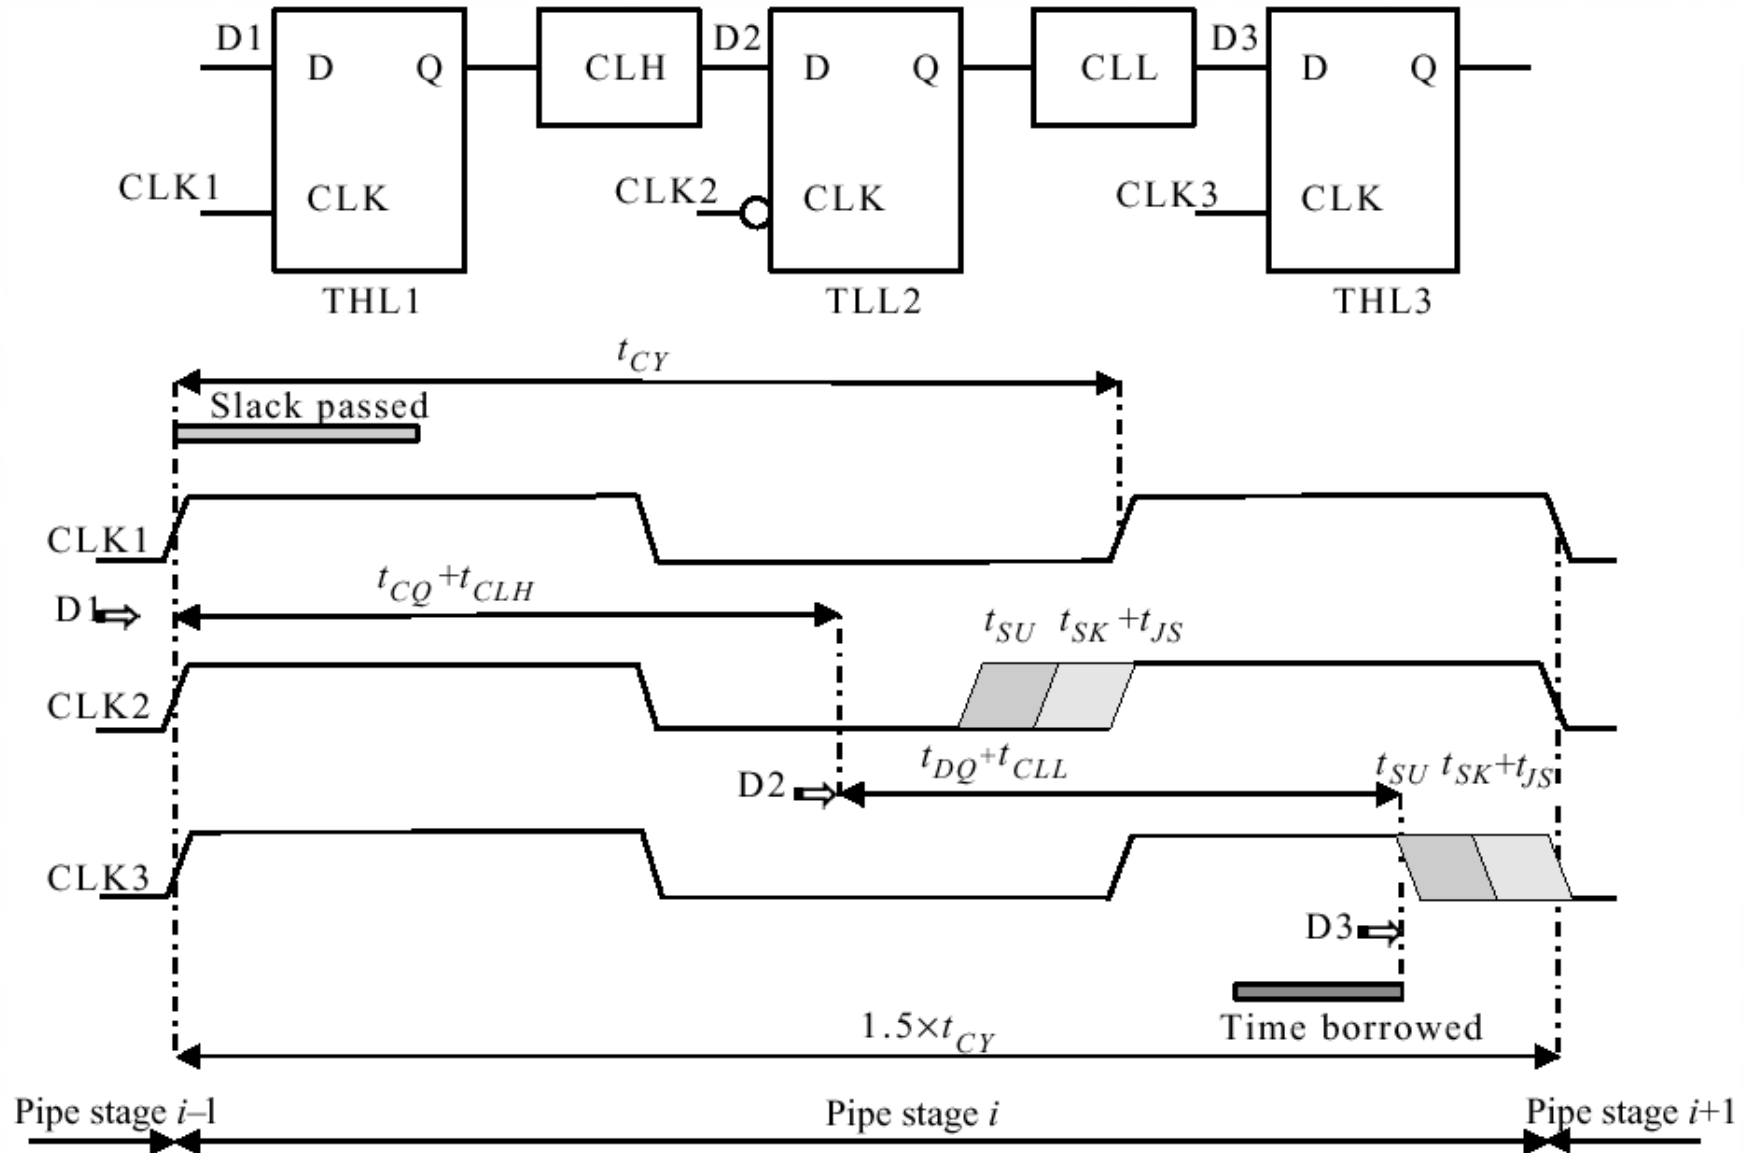 D1 D2 D3
D Q CLH D Q CLL D Q
CLK1 CLK CLK2 CLK CLK3 CLK
THL1 TLL2 THL3
tCY
Slack passed
CLK1
tCQ+tCLH
D1
tSU tSK+tJS
CLK2
tDQ+tCLL
tSU tSK+tJS
D2
CLK3
D3
Time borrowed
1.5×tCY
Pipe stage i–1 Pipe stage i Pipe stage i+1